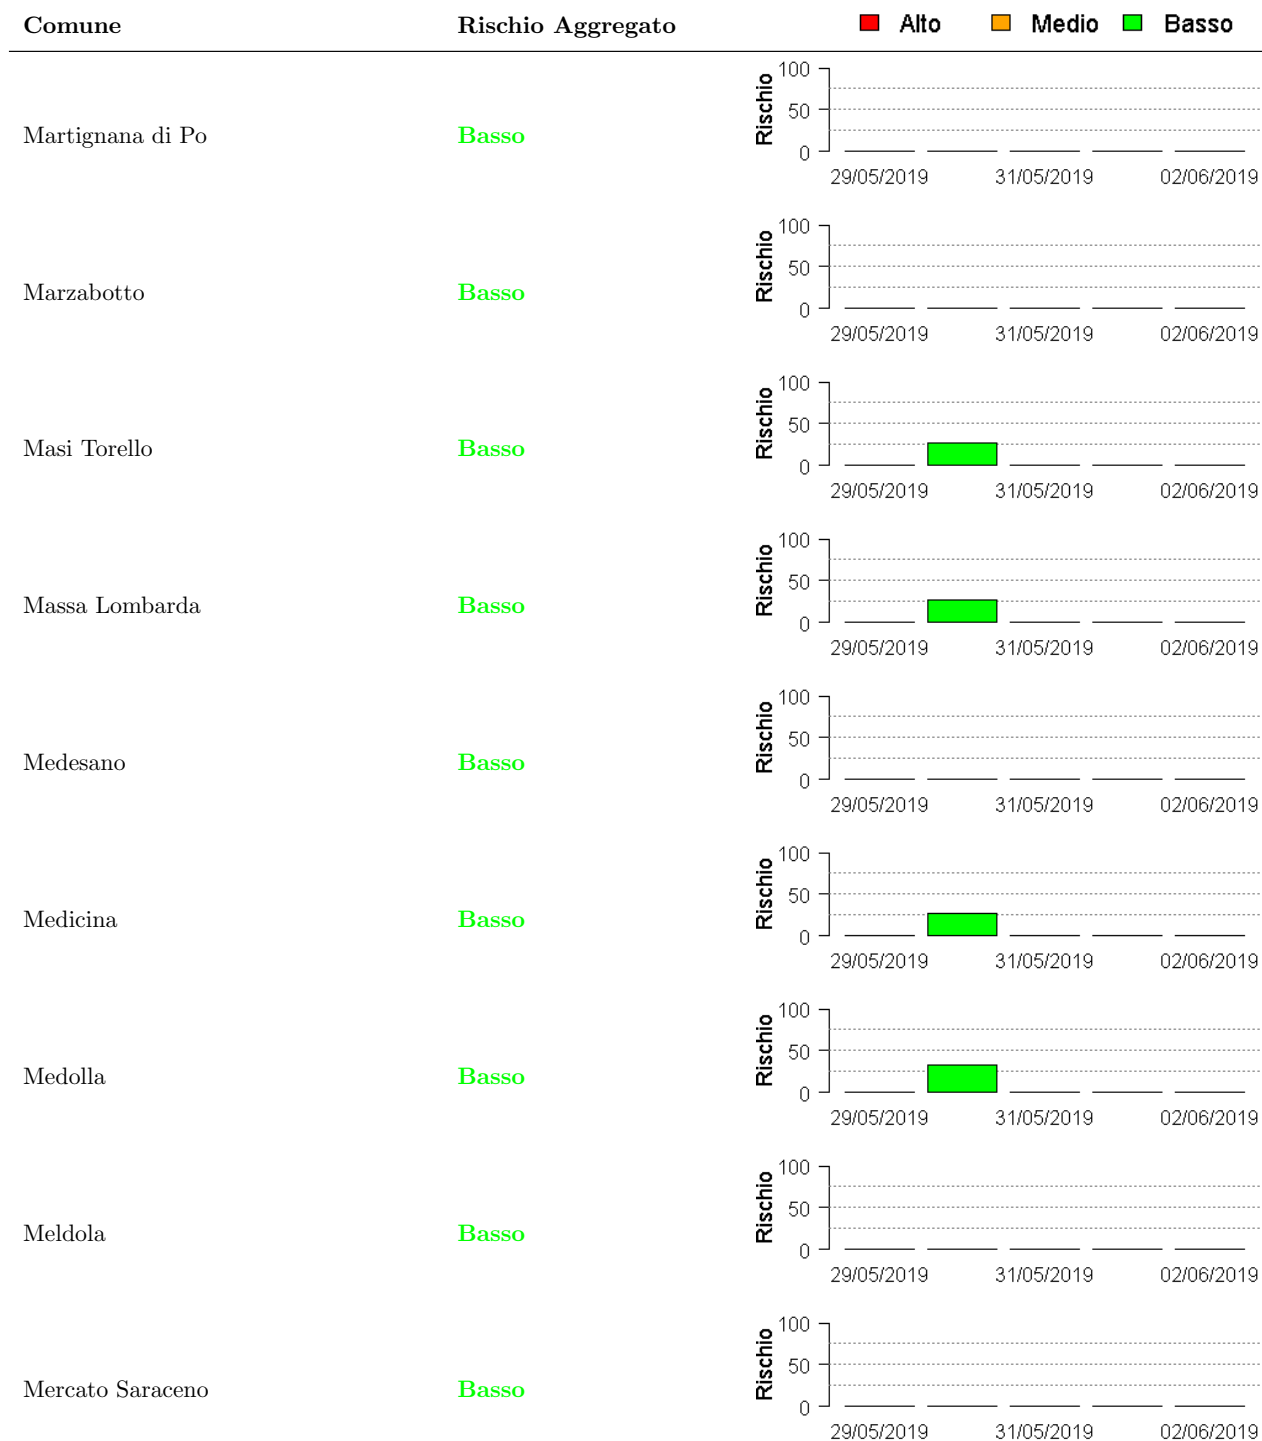 Comune Rischio Aggregato Alto Medio Basso
Martignana di Po Basso Rischio 100 50 0
29/05/2019 31/05/2019 02/06/2019
Marzabotto Basso Rischio 100 50 0
29/05/2019 31/05/2019 02/06/2019
Masi Torello Basso Rischio 100 50 0
29/05/2019 31/05/2019 02/06/2019
Massa Lombarda Basso Rischio 100 50 0
29/05/2019 31/05/2019 02/06/2019
Medesano Basso Rischio 100 50 0
29/05/2019 31/05/2019 02/06/2019
Medicina Basso Rischio 100 50 0
29/05/2019 31/05/2019 02/06/2019
Medolla Basso Rischio 100 50 0
29/05/2019 31/05/2019 02/06/2019
Meldola Basso Rischio 100 50 0
29/05/2019 31/05/2019 02/06/2019
Mercato Saraceno Basso Rischio 100 50 0
29/05/2019 31/05/2019 02/06/2019